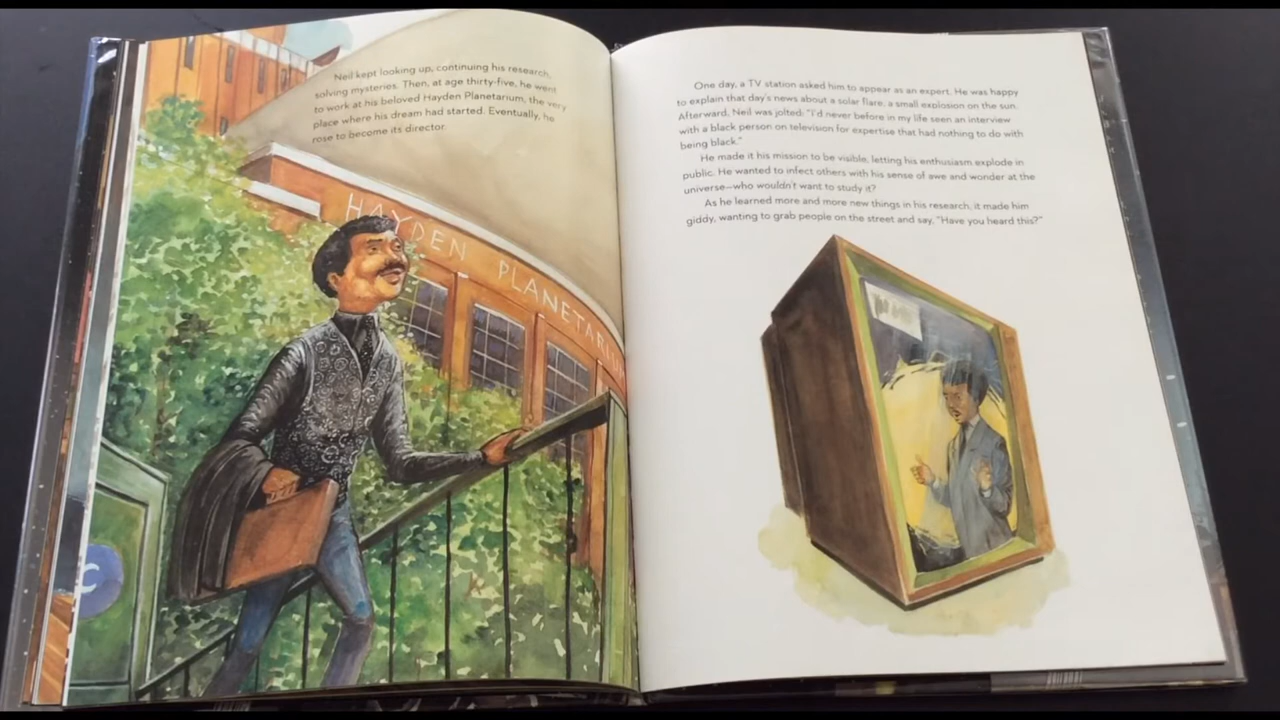 Neil kept looking up, continuing his research,
solving mysteries. Then, at age thirty-five, he went
to work at his beloved Hayden Planetarium, the very
place where his dream had started. Eventually, he
rose to become its director.
HAYDEN PLANETARIUM
C
One day, a TV station asked him to appear as an expert. He was happy
to explain that day's news about a solar flare, a small explosion on the sun.
Afterward, Neil was jolted: "I'd never before in my life seen an interview
with a black person on television for expertise that had nothing to do with
being black."
He made it his mission to be visible, letting his enthusiasm explode in
public. He wanted to infect others with his sense of awe and wonder at the
universe—who wouldn't want to study it?
As he learned more and more new things in his research, it made him
giddy, wanting to grab people on the street and say, "Have you heard this?"